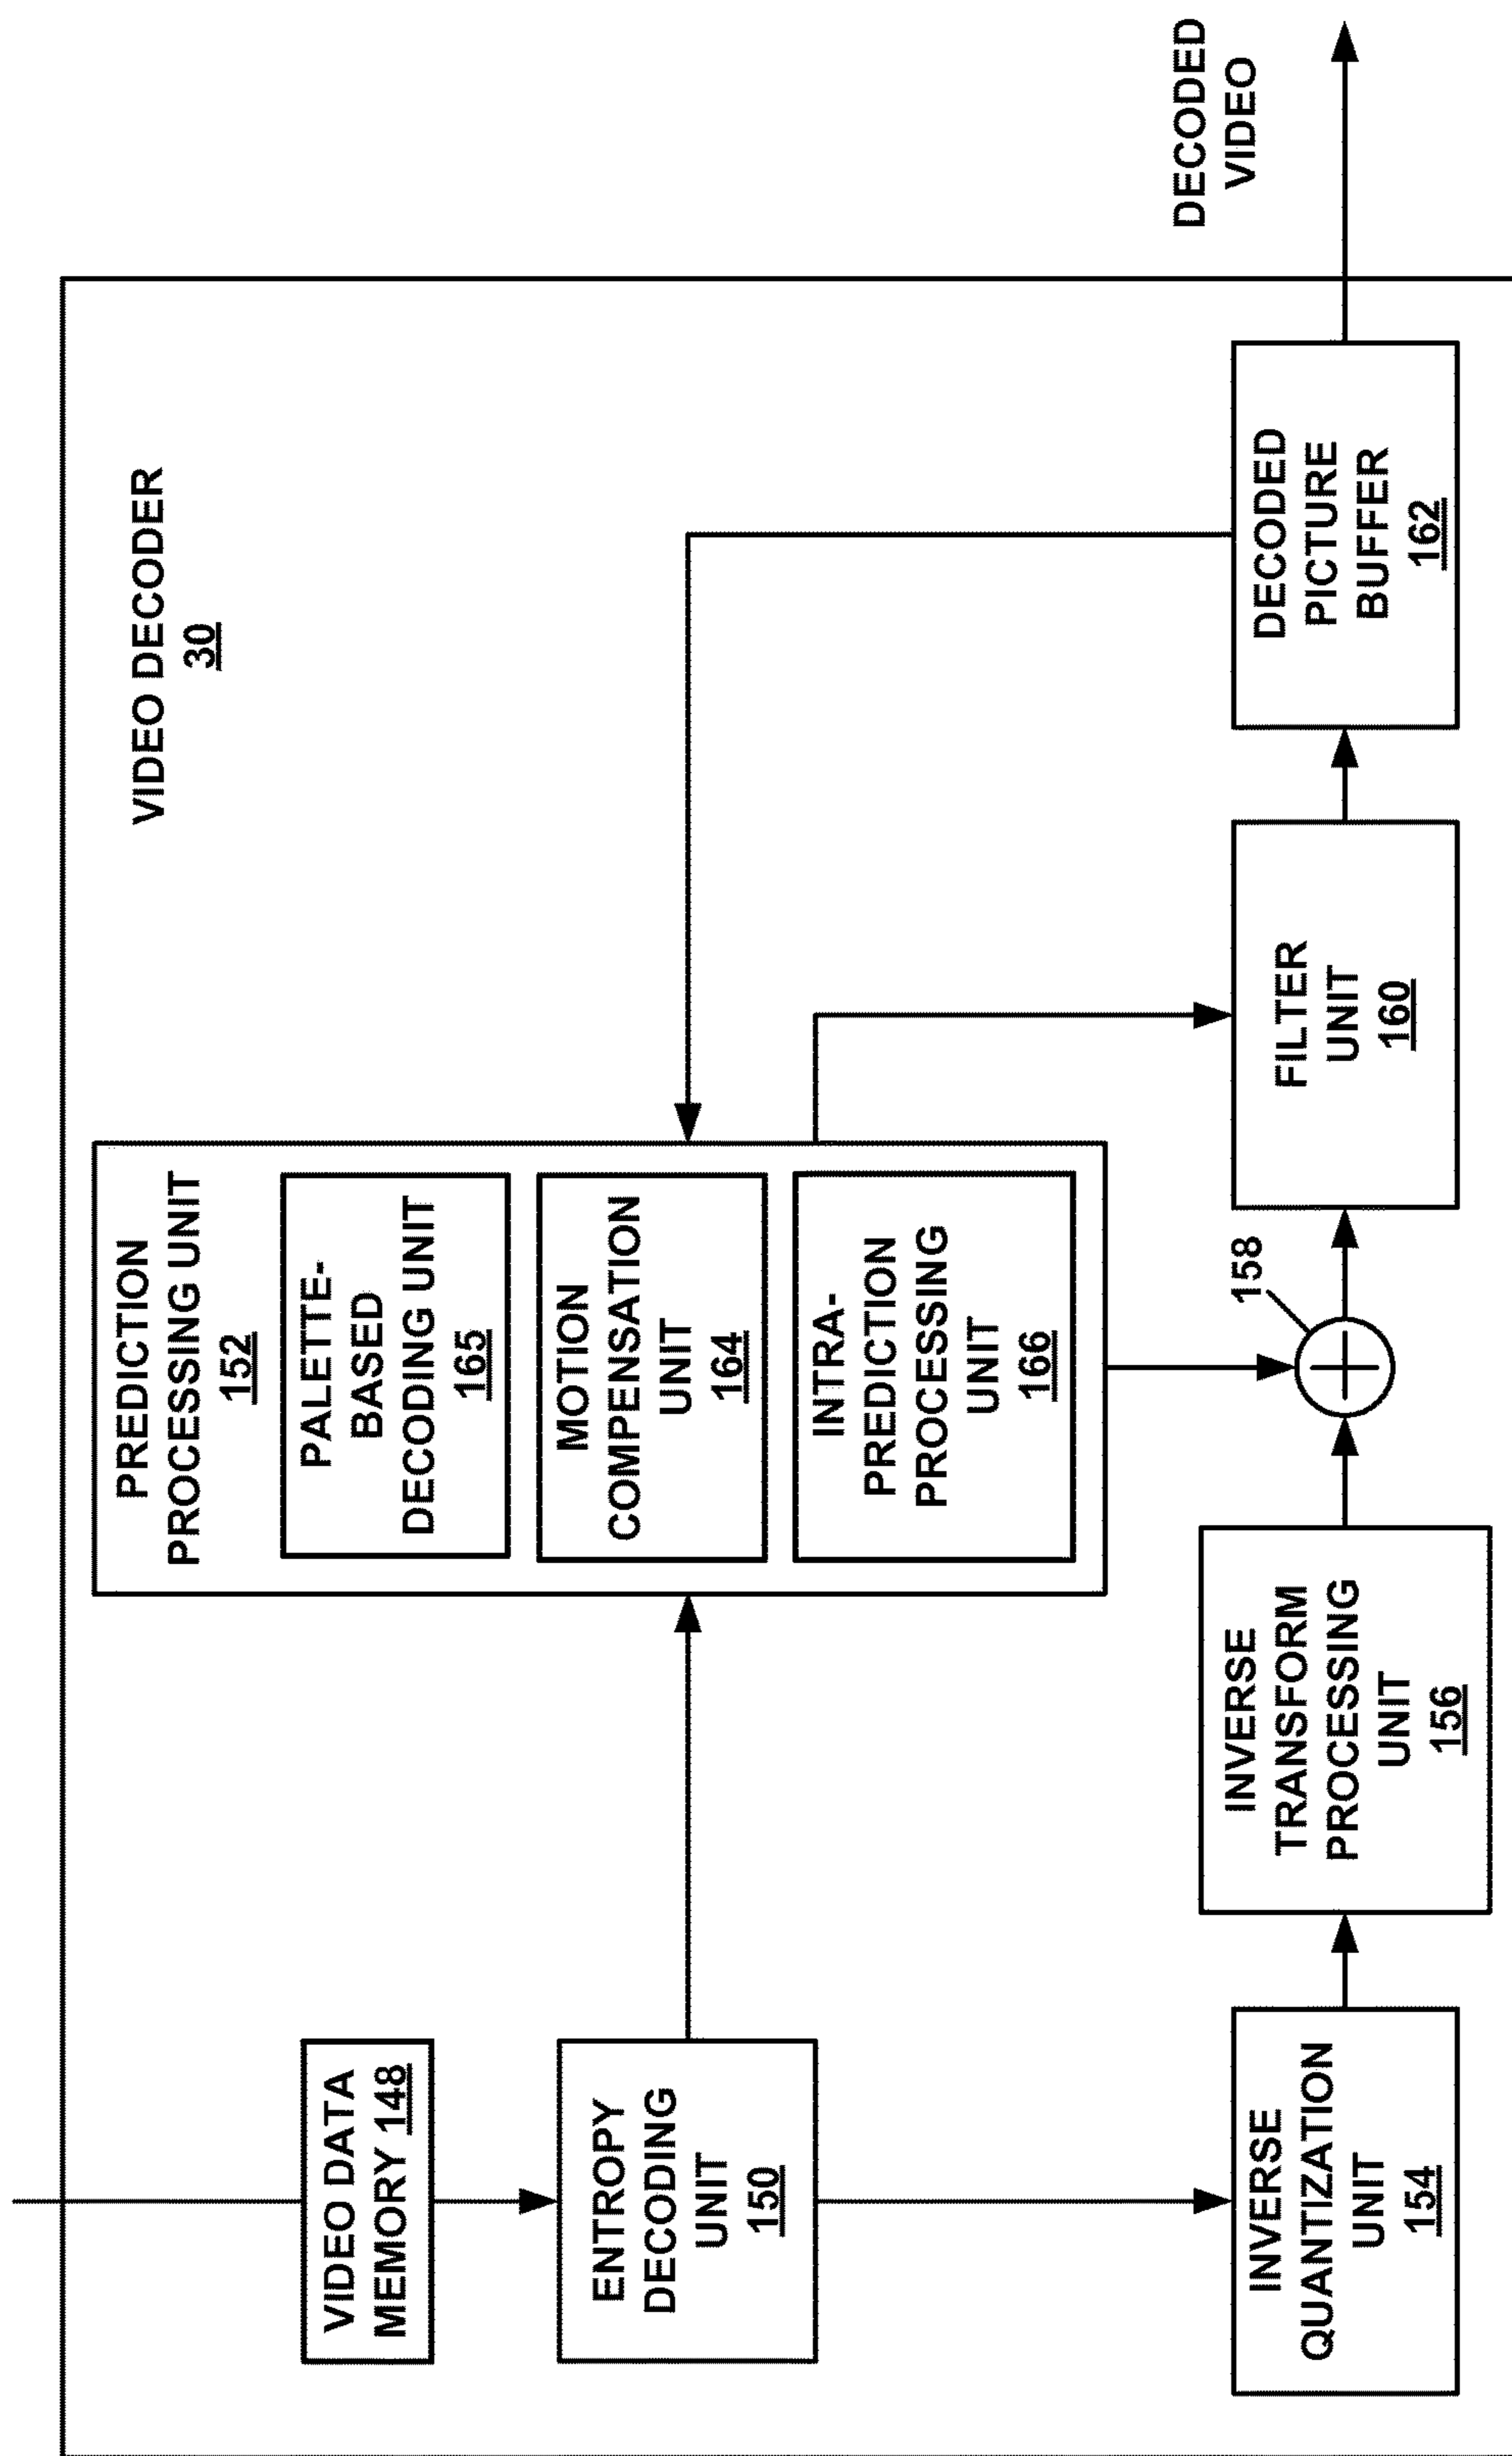 VIDEO DECODER
30
VIDEO DATA
MEMORY 148
ENTROPY
DECODING
UNIT
150
PREDICTION
PROCESSING UNIT
152
PALETTE-
BASED
DECODING UNIT
165
MOTION
COMPENSATION
UNIT
164
INTRA-
PREDICTION
PROCESSING
UNIT
166
INVERSE
QUANTIZATION
UNIT
154
INVERSE
TRANSFORM
PROCESSING
UNIT
156
158
FILTER
UNIT
160
DECODED
PICTURE
BUFFER
162
DECODED
VIDEO